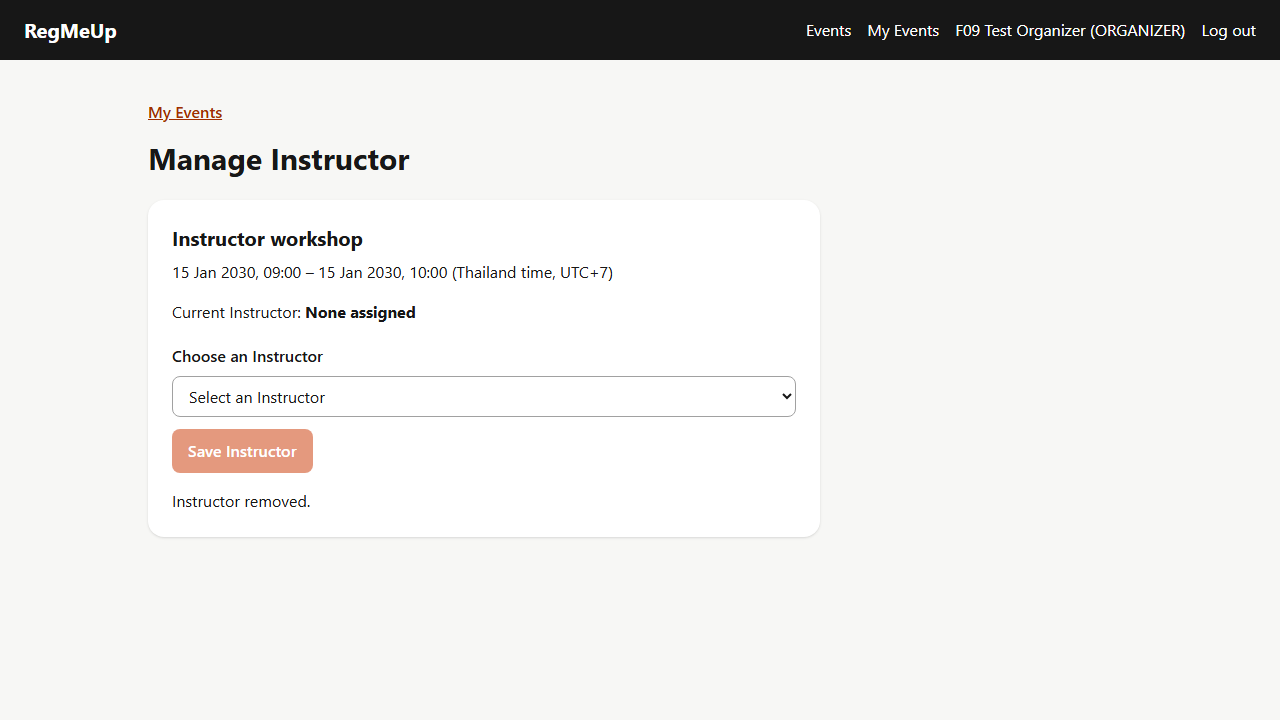 RegMeUp
Events My Events F09 Test Organizer (ORGANIZER) Log out
My Events
Manage Instructor
Instructor workshop
15 Jan 2030, 09:00 – 15 Jan 2030, 10:00 (Thailand time, UTC+7)
Current Instructor: None assigned
Choose an Instructor
Select an Instructor
Save Instructor
Instructor removed.